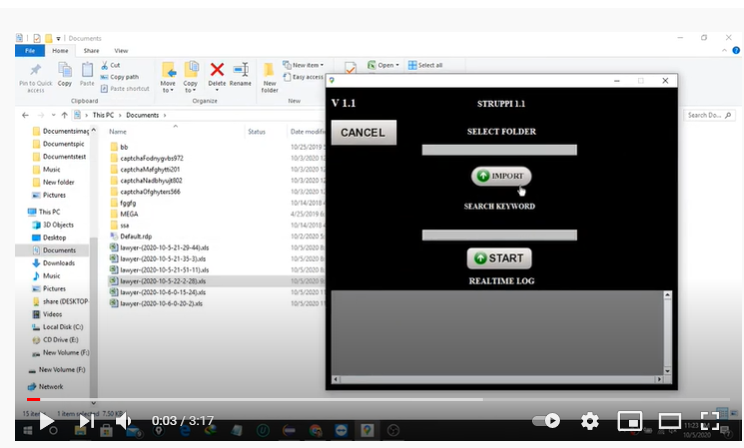 Documents
File Home Share View
Pin to Quick access
Copy
Paste
Cut
Copy path
Paste shortcut
Clipboard
Move to
Copy to
Delete
Rename
Organize
New folder
New item
Easy access
New
Open
Select all
This PC > Documents >
Search Do...
Name Status Date modifi
Documentsimag
Documentspic
Documentstest
Music
New folder
Pictures
This PC
3D Objects
Desktop
Documents
Downloads
Music
Pictures
share (DESKTOP
Videos
Local Disk (C:)
CD Drive (E:)
New Volume (F:)
New Volume (F:)
Network
bb 10/25/2019
captchaFodnygvbs972 10/3/2020
captchaMafghytti201 10/3/2020
captchaNadbhyujt802 10/3/2020
captchaOfghyters566 10/3/2020
fggfg 10/14/2018
MEGA 4/25/2019
ssa 10/14/2018
Default.rdp 10/2/2020
lawyer-(2020-10-5-21-29-44).xls 10/5/2020
lawyer-(2020-10-5-21-35-3).xls 10/5/2020
lawyer-(2020-10-5-21-51-11).xls 10/5/2020
lawyer-(2020-10-5-22-2-28).xls 10/5/2020
lawyer-(2020-10-6-0-15-24).xls 10/5/2020
lawyer-(2020-10-6-0-20-2).xls 10/5/2020
V 1.1
STRUPPI 1.1
CANCEL
SELECT FOLDER
IMPORT
SEARCH KEYWORD
START
REALTIME LOG
15 items 1 item selected 7.50 KB
0:03 / 3:17
11:23 PM
10/5/2020